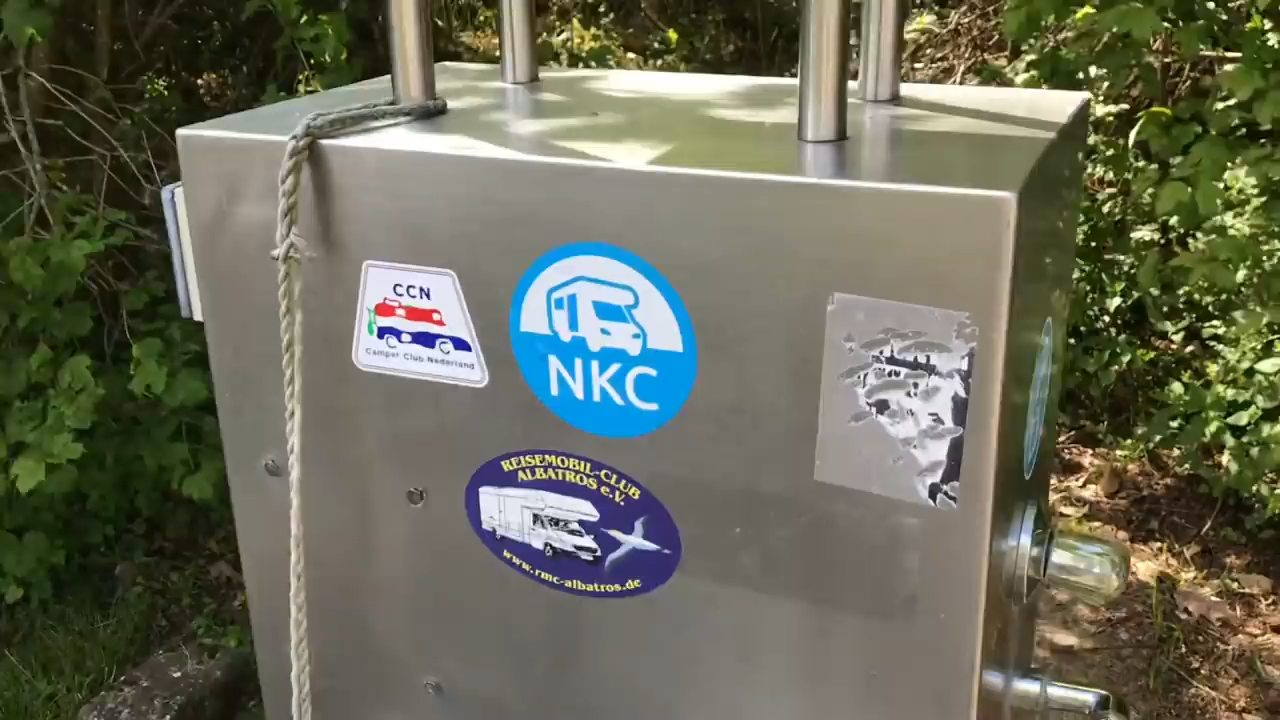 CCN
Camper Club Nederland
NKC
REISEMOBIL-CLUB
ALBATROS e.V.
www.rmc-albatros.de